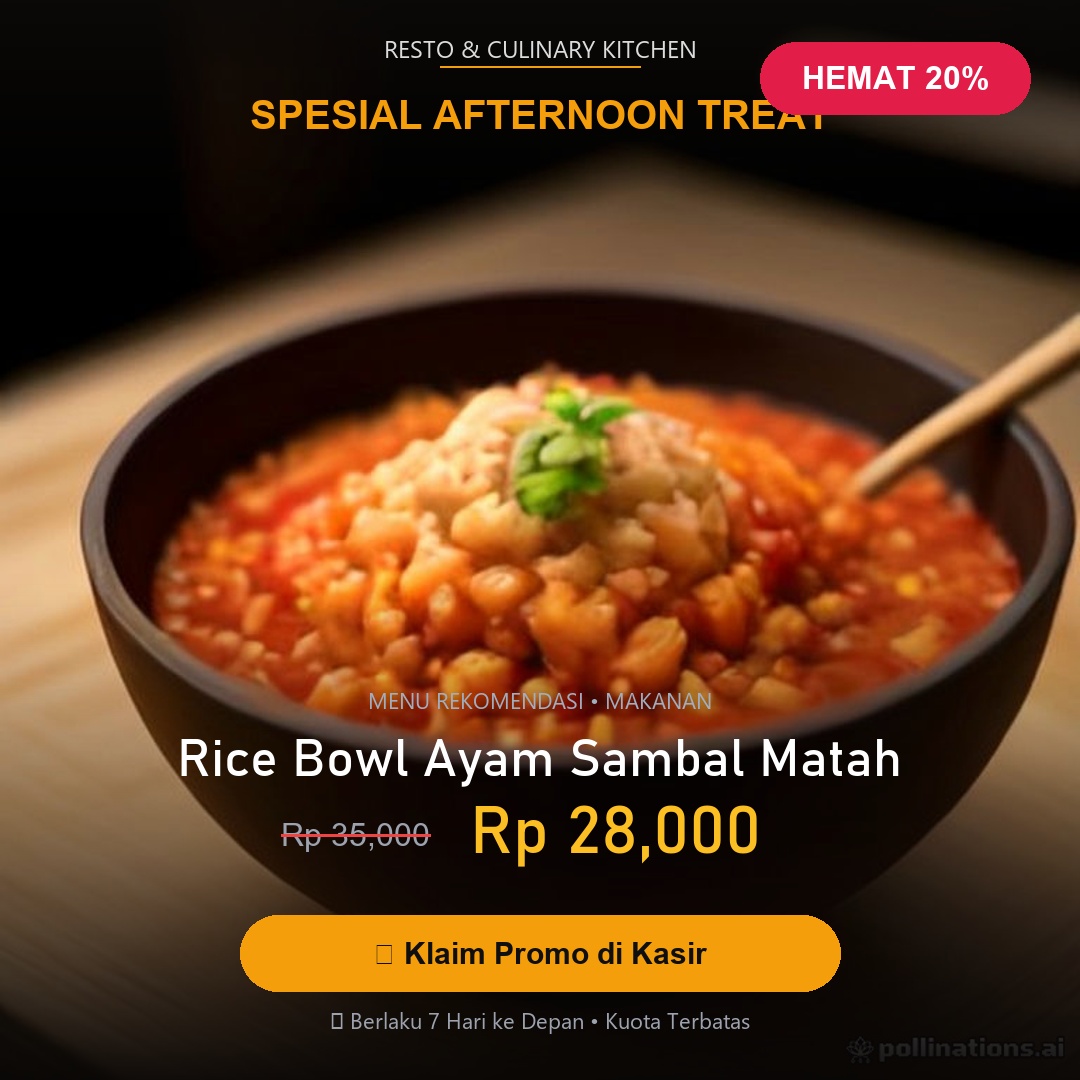 RESTO & CULINARY KITCHEN
HEMAT 20%
SPESIAL AFTERNOON TREAT
MENU REKOMENDASI • MAKANAN
Rice Bowl Ayam Sambal Matah
Rp 35,000 Rp 28,000
Klaim Promo di Kasir
Berlaku 7 Hari ke Depan • Kuota Terbatas
pollinations.ai